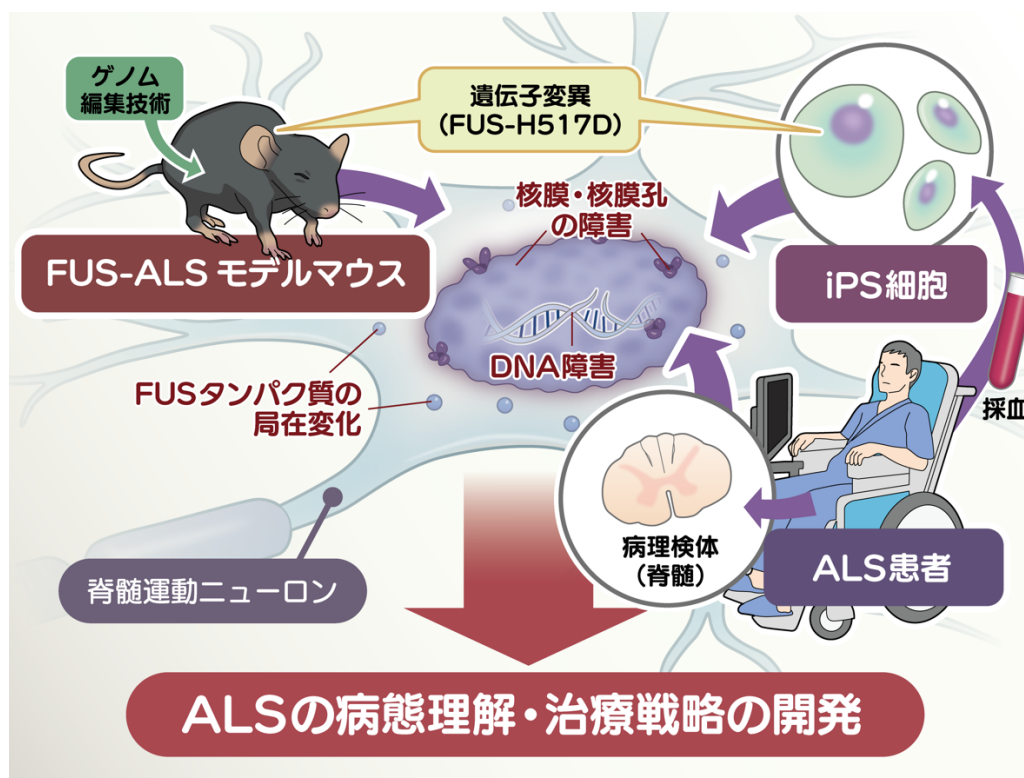 ゲノム
編集技術
遺伝子変異
（FUS-H517D）
核膜・核膜孔
の障害
FUS-ALS モデルマウス
iPS細胞
DNA障害
FUSタンパク質の
局在変化
採血
病理検体
（脊髄）
ALS患者
脊髄運動ニューロン
ALSの病態理解・治療戦略の開発